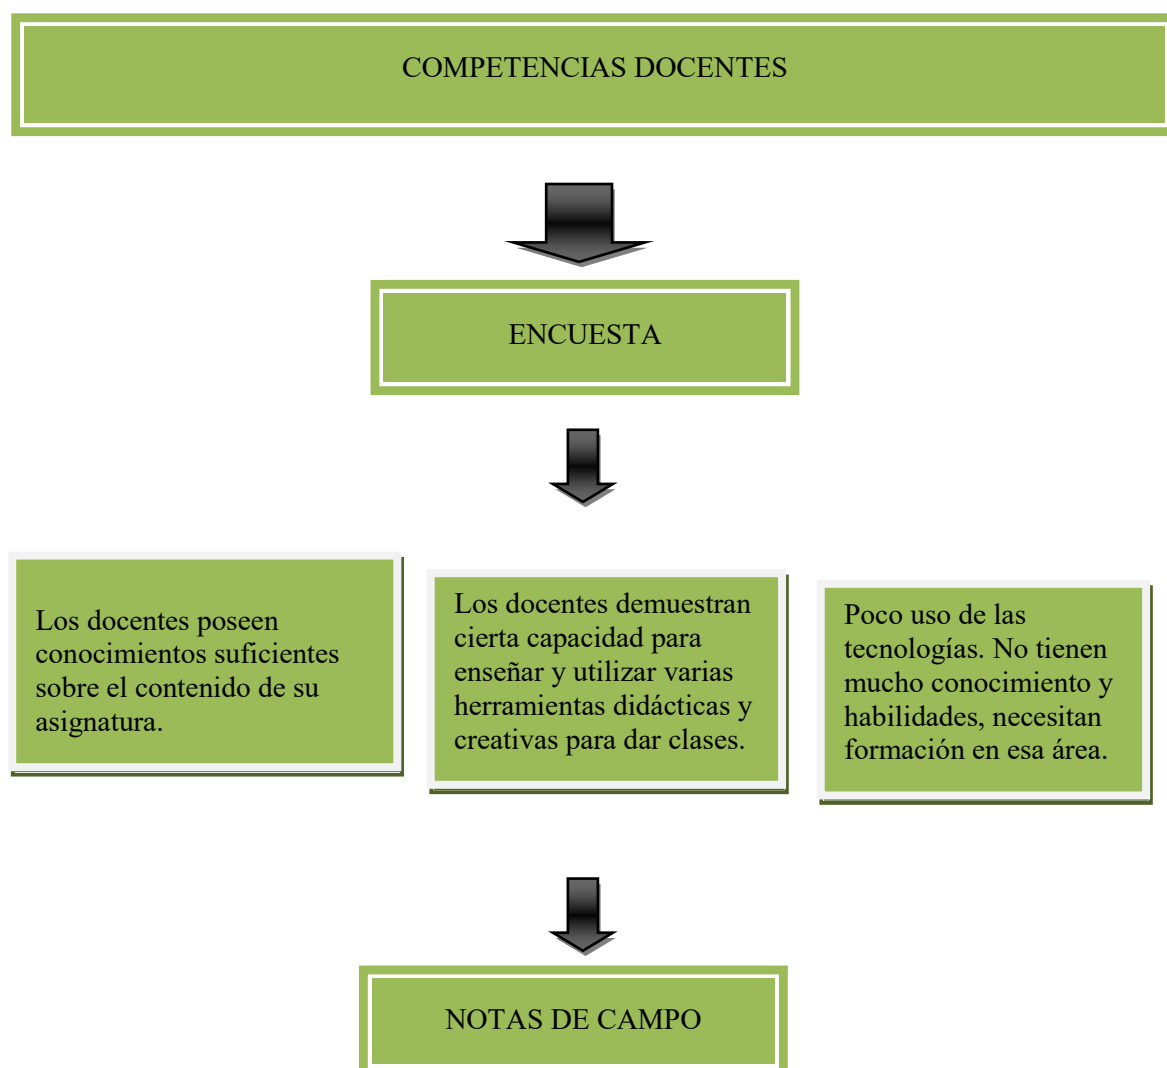 COMPETENCIAS DOCENTES
ENCUESTA
Los docentes poseen
conocimientos suficientes
sobre el contenido de su
asignatura.
Los docentes demuestran
cierta capacidad para
enseñar y utilizar varias
herramientas didácticas y
creativas para dar clases.
Poco uso de las
tecnologías. No tienen
mucho conocimiento y
habilidades, necesitan
formación en esa área.
NOTAS DE CAMPO